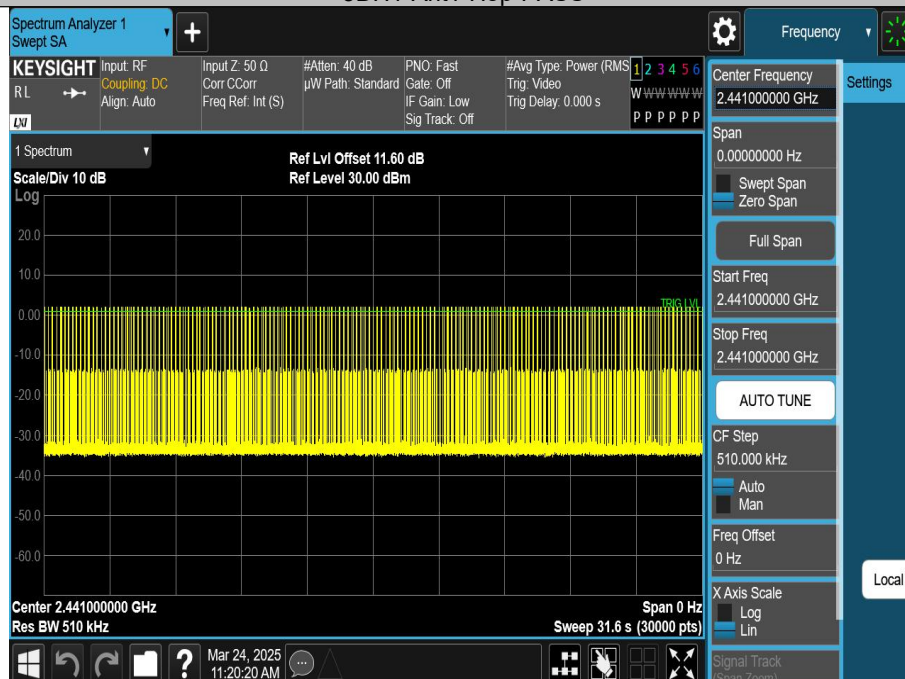 Spectrum Analyzer 1
Swept SA
Frequency
KEYSIGHT
RL
LXI
Input: RF
Coupling: DC
Align: Auto
Input Z: 50 Ω
Corr CCorr
Freq Ref: Int (S)
#Atten: 40 dB
µW Path: Standard
PNO: Fast
Gate: Off
IF Gain: Low
Sig Track: Off
#Avg Type: Power (RMS
Trig: Video
Trig Delay: 0.000 s
1 2 3 4 5 6
W W W W W W
P P P P P P
1 Spectrum
Scale/Div 10 dB
Log
Ref Lvl Offset 11.60 dB
Ref Level 30.00 dBm
20.0
10.0
0.00
-10.0
-20.0
-30.0
-40.0
-50.0
-60.0
TRIG LVL
Center 2.441000000 GHz
Res BW 510 kHz
Span 0 Hz
Sweep 31.6 s (30000 pts)
Center Frequency
2.441000000 GHz
Settings
Span
0.00000000 Hz
Swept Span
Zero Span
Full Span
Start Freq
2.441000000 GHz
Stop Freq
2.441000000 GHz
AUTO TUNE
CF Step
510.000 kHz
Auto
Man
Freq Offset
0 Hz
Local
X Axis Scale
Log
Lin
Signal Track
(Span Zoom)
?
Mar 24, 2025
11:20:20 AM